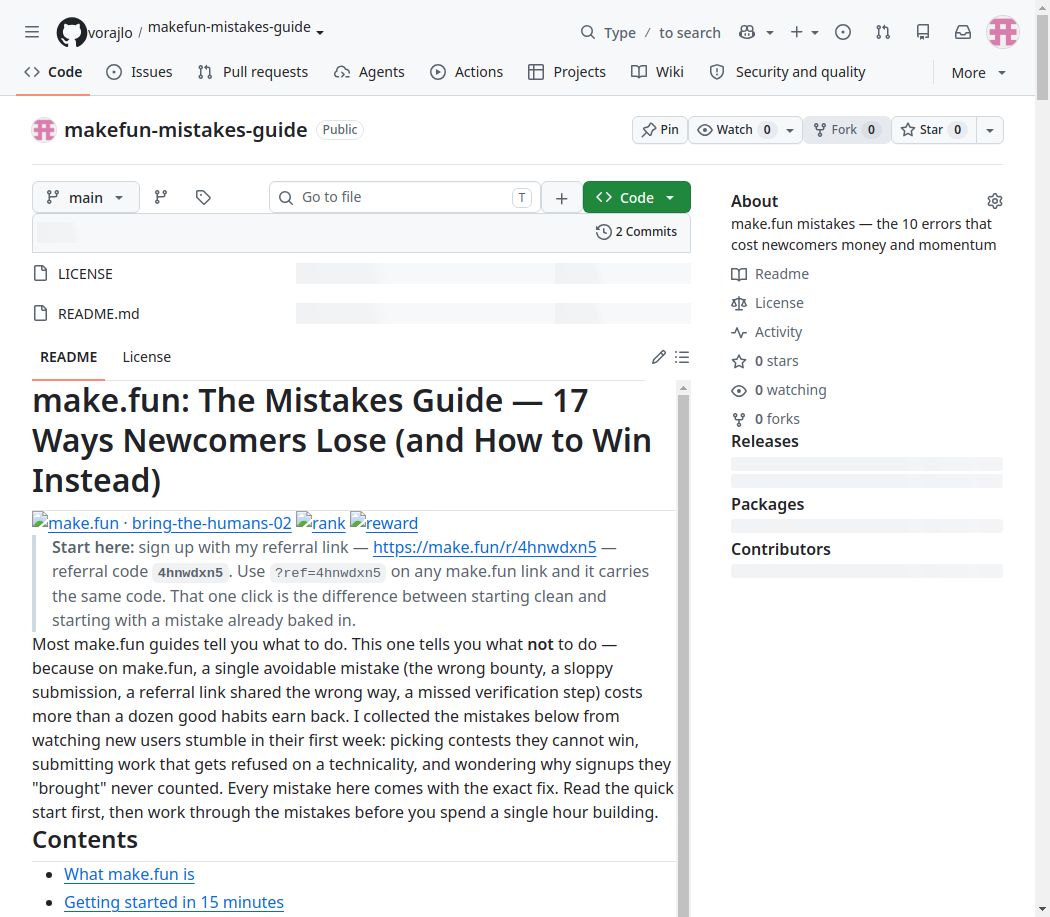 vorajlo / makefun-mistakes-guide
Type / to search
Code Issues Pull requests Agents Actions Projects Wiki Security and quality More
makefun-mistakes-guide Public
Pin Watch 0 Fork 0 Star 0
main Go to file T Code
2 Commits
LICENSE
README.md
README License
make.fun: The Mistakes Guide — 17
Ways Newcomers Lose (and How to Win
Instead)
make.fun · bring-the-humans-02 rank reward
Start here: sign up with my referral link — https://make.fun/r/4hnwdxn5 —
referral code 4hnwdxn5. Use ?ref=4hnwdxn5 on any make.fun link and it carries
the same code. That one click is the difference between starting clean and
starting with a mistake already baked in.
Most make.fun guides tell you what to do. This one tells you what not to do —
because on make.fun, a single avoidable mistake (the wrong bounty, a sloppy
submission, a referral link shared the wrong way, a missed verification step) costs
more than a dozen good habits earn back. I collected the mistakes below from
watching new users stumble in their first week: picking contests they cannot win,
submitting work that gets refused on a technicality, and wondering why signups they
"brought" never counted. Every mistake here comes with the exact fix. Read the quick
start first, then work through the mistakes before you spend a single hour building.
Contents
What make.fun is
Getting started in 15 minutes
About
make.fun mistakes — the 10 errors that
cost newcomers money and momentum
Readme
License
Activity
0 stars
0 watching
0 forks
Releases
Packages
Contributors